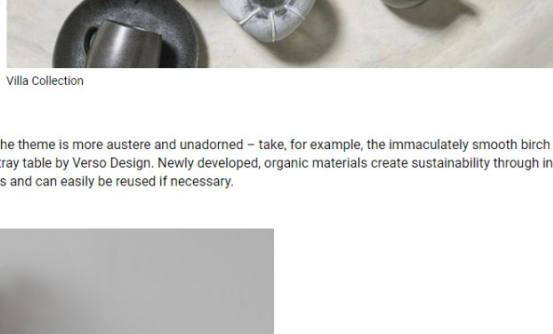 Villa Collection
he theme is more austere and unadorned – take, for example, the immaculately smooth birch
tray table by Verso Design. Newly developed, organic materials create sustainability through in
s and can easily be reused if necessary.